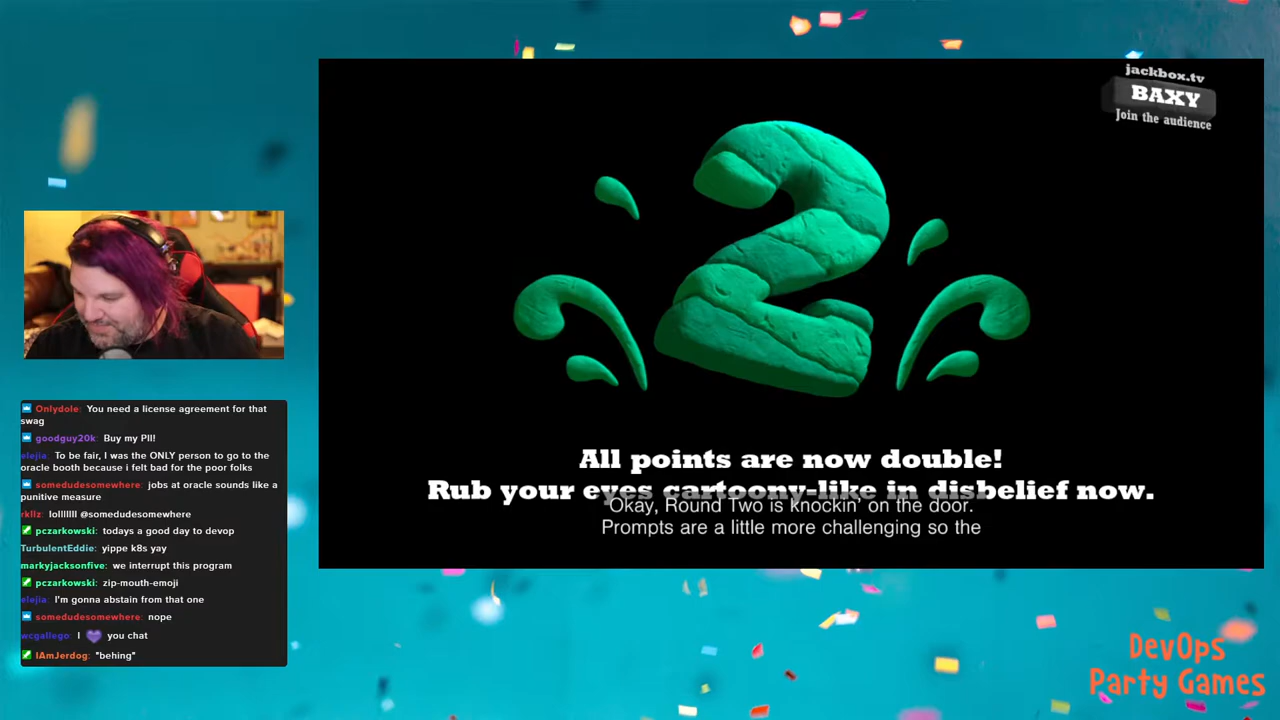 jackbox.tv
BAXY
Join the audience
2
All points are now double!
Rub your eyes cartoony-like in disbelief now.
Okay, Round Two is knockin' on the door.
Prompts are a little more challenging so the
Onlydole: You need a license agreement for that
swag
goodguy20k: Buy my PII!
elejia: To be fair, I was the ONLY person to go to the
oracle booth because i felt bad for the poor folks
somedudesomewhere: jobs at oracle sounds like a
punitive measure
rkllz: lollllllll @somedudesomewhere
pczarkowski: todays a good day to devop
TurbulentEddie: yippe k8s yay
markyjacksonfive: we interrupt this program
pczarkowski: zip-mouth-emoji
elejia: I'm gonna abstain from that one
somedudesomewhere: nope
wcgallego: I 💜 you chat
IAmJerdog: "behing"
DevOps
Party Games